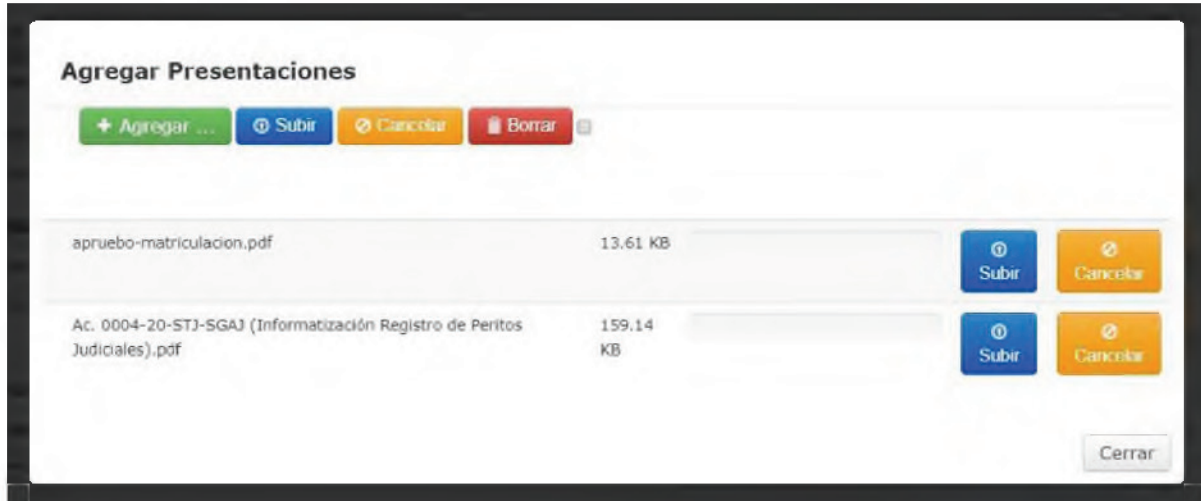 Agregar Presentaciones
+ Agregar ... Subir Cancelar Borrar
apruebo-matriculacion.pdf 13.61 KB Subir Cancelar
Ac. 0004-20-STJ-SGAJ (Informatización Registro de Peritos
Judiciales).pdf
159.14
KB
Subir Cancelar
Cerrar